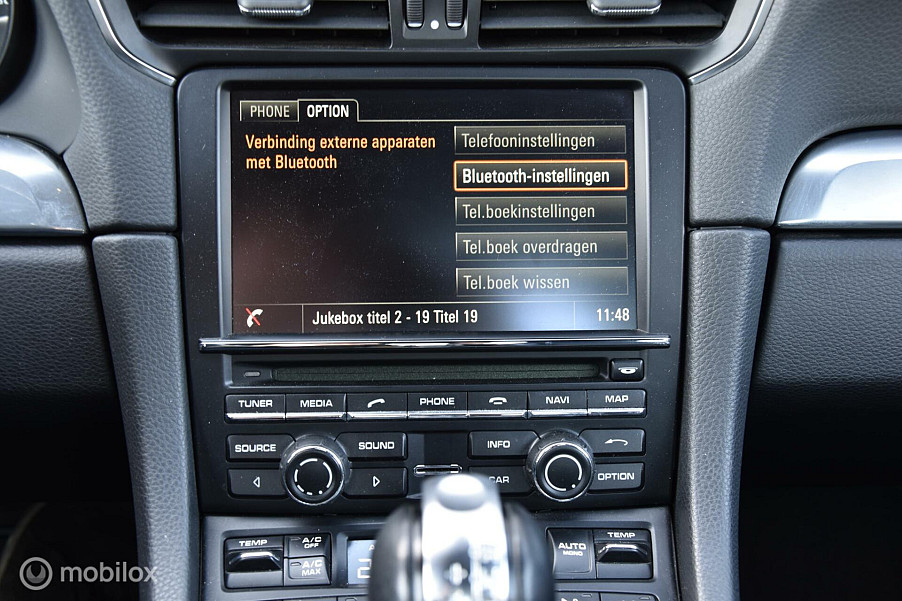 PHONE OPTION
Verbinding externe apparaten
met Bluetooth
Telefooninstellingen
Bluetooth-instellingen
Tel.boekinstellingen
Tel.boek overdragen
Tel.boek wissen
Jukebox titel 2 - 19 Titel 19
11:48
TUNER MEDIA PHONE NAVI MAP
SOURCE SOUND INFO
CAR OPTION
TEMP A/C OFF
A/C MAX
AUTO MONO
TEMP
mobilox